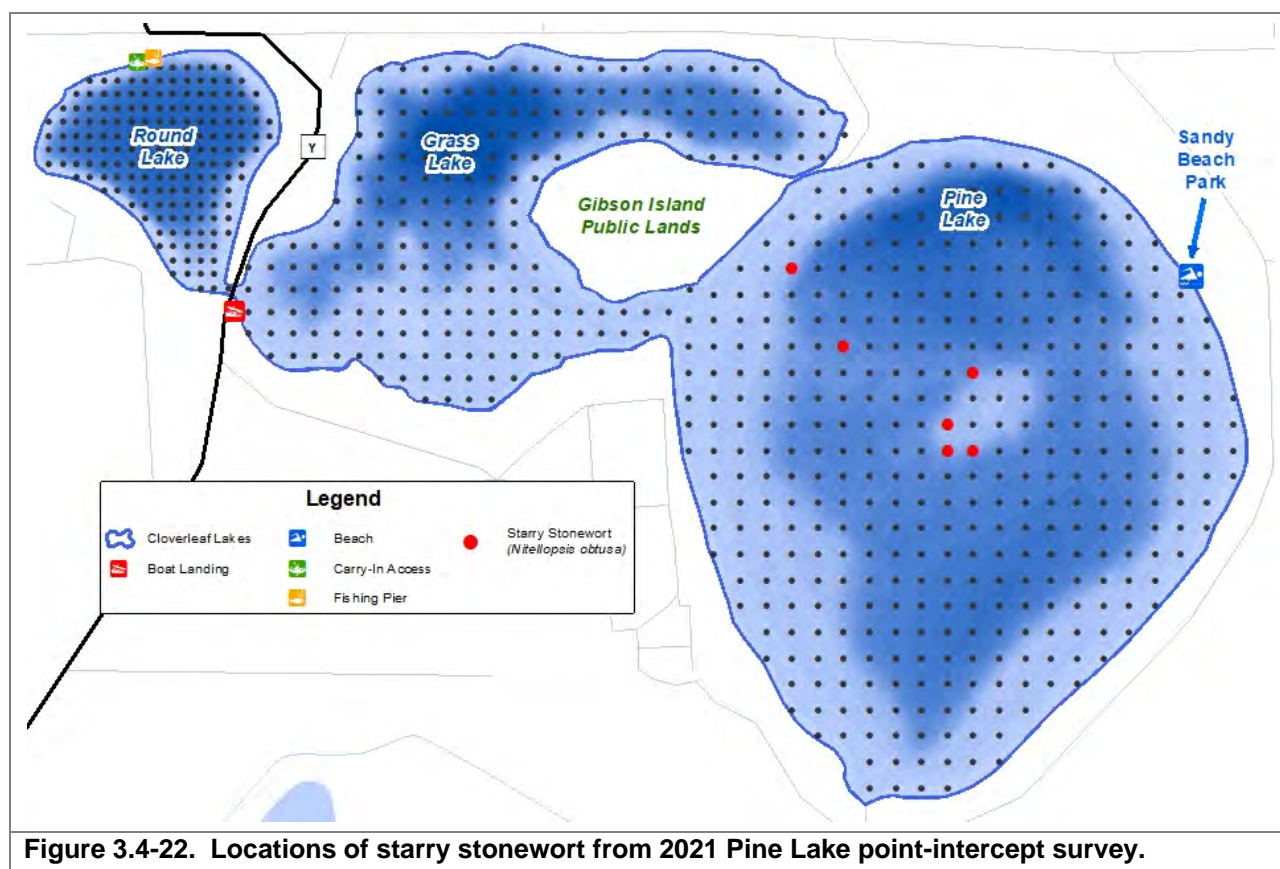 Round
Lake
Y
Grass
Lake
Gibson Island
Public Lands
Pine
Lake
Sandy
Beach
Park
Legend
Cloverleaf Lakes
Boat Landing
Beach
Carry-In Access
Fishing Pier
Starry Stonewort
(Nitellopsis obtusa)
Figure 3.4-22. Locations of starry stonewort from 2021 Pine Lake point-intercept survey.